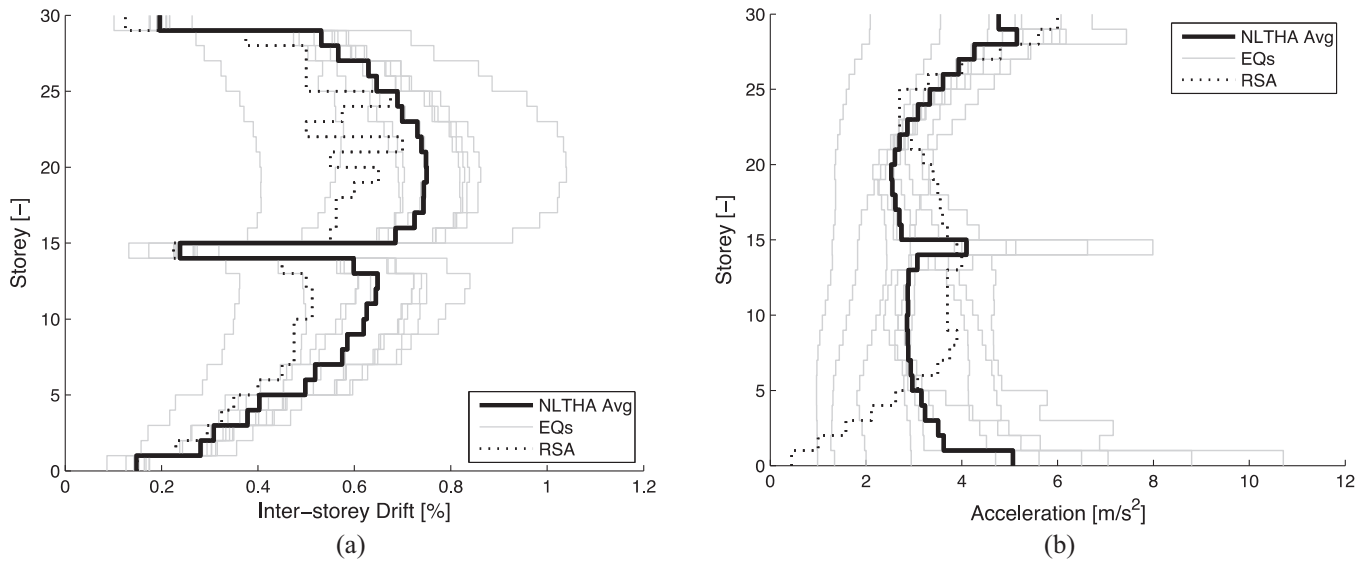 30
25
20
15
10
5
0
Storey [−]
NLTHA Avg
EQs
RSA
0 0.2 0.4 0.6 0.8 1 1.2
Inter−storey Drift [%]
(a)
30
25
20
15
10
5
0
Storey [−]
NLTHA Avg
EQs
RSA
0 2 4 6 8 10 12
Acceleration [m/s²]
(b)